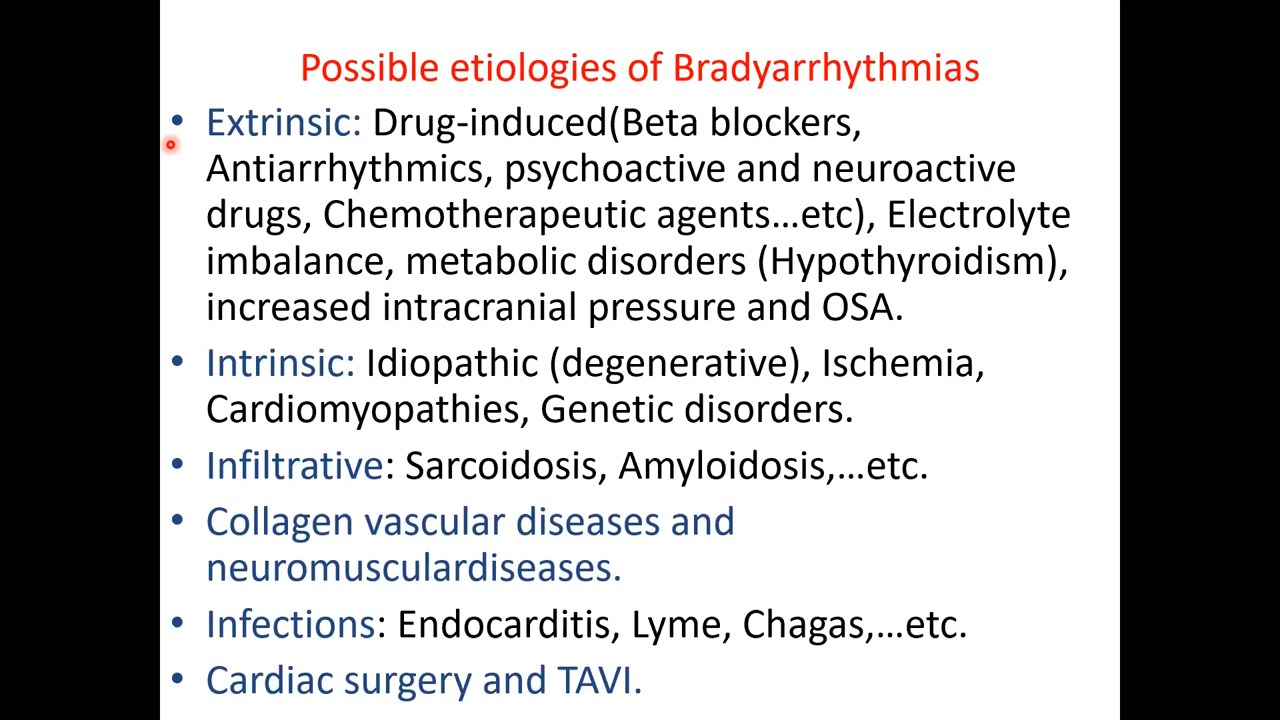 Possible etiologies of Bradyarrhythmias
• Extrinsic: Drug-induced(Beta blockers,
Antiarrhythmics, psychoactive and neuroactive
drugs, Chemotherapeutic agents...etc), Electrolyte
imbalance, metabolic disorders (Hypothyroidism),
increased intracranial pressure and OSA.
• Intrinsic: Idiopathic (degenerative), Ischemia,
Cardiomyopathies, Genetic disorders.
• Infiltrative: Sarcoidosis, Amyloidosis,...etc.
• Collagen vascular diseases and
neuromusculardiseases.
• Infections: Endocarditis, Lyme, Chagas,...etc.
• Cardiac surgery and TAVI.